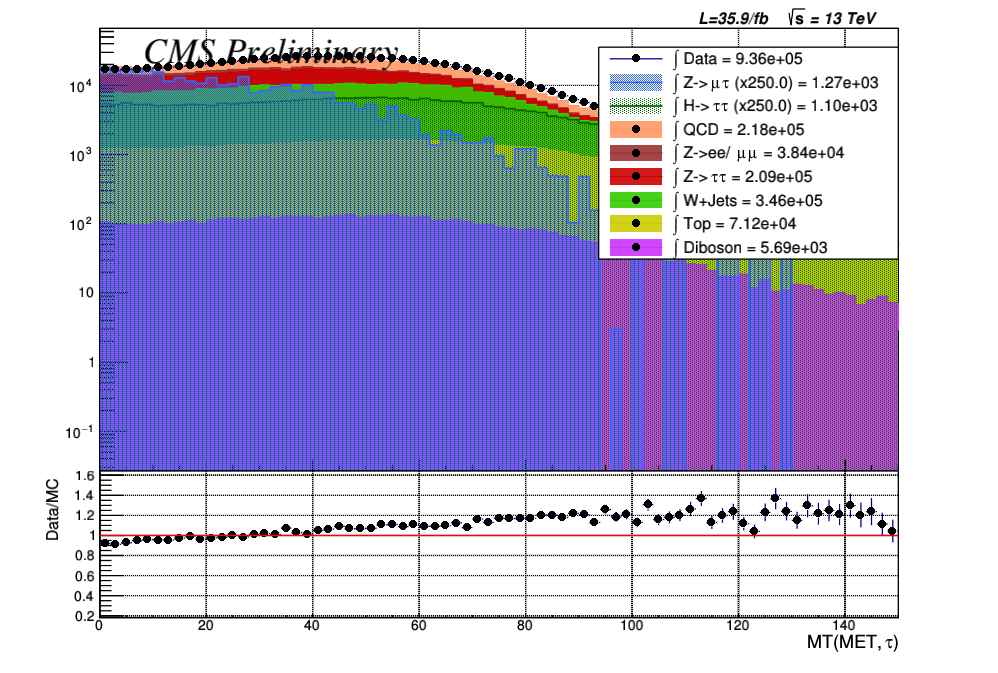 L=35.9/fb √s = 13 TeV
CMS Preliminary
∫ Data = 9.36e+05
∫ Z->μτ (x250.0) = 1.27e+03
∫ H->ττ (x250.0) = 1.10e+03
∫ QCD = 2.18e+05
∫ Z->ee/ μμ = 3.84e+04
∫ Z->ττ = 2.09e+05
∫ W+Jets = 3.46e+05
∫ Top = 7.12e+04
∫ Diboson = 5.69e+03
10⁴
10³
10²
10
1
10⁻¹
Data/MC
1.6
1.4
1.2
1
0.8
0.6
0.4
0.2
0 20 40 60 80 100 120 140
MT(MET, τ)